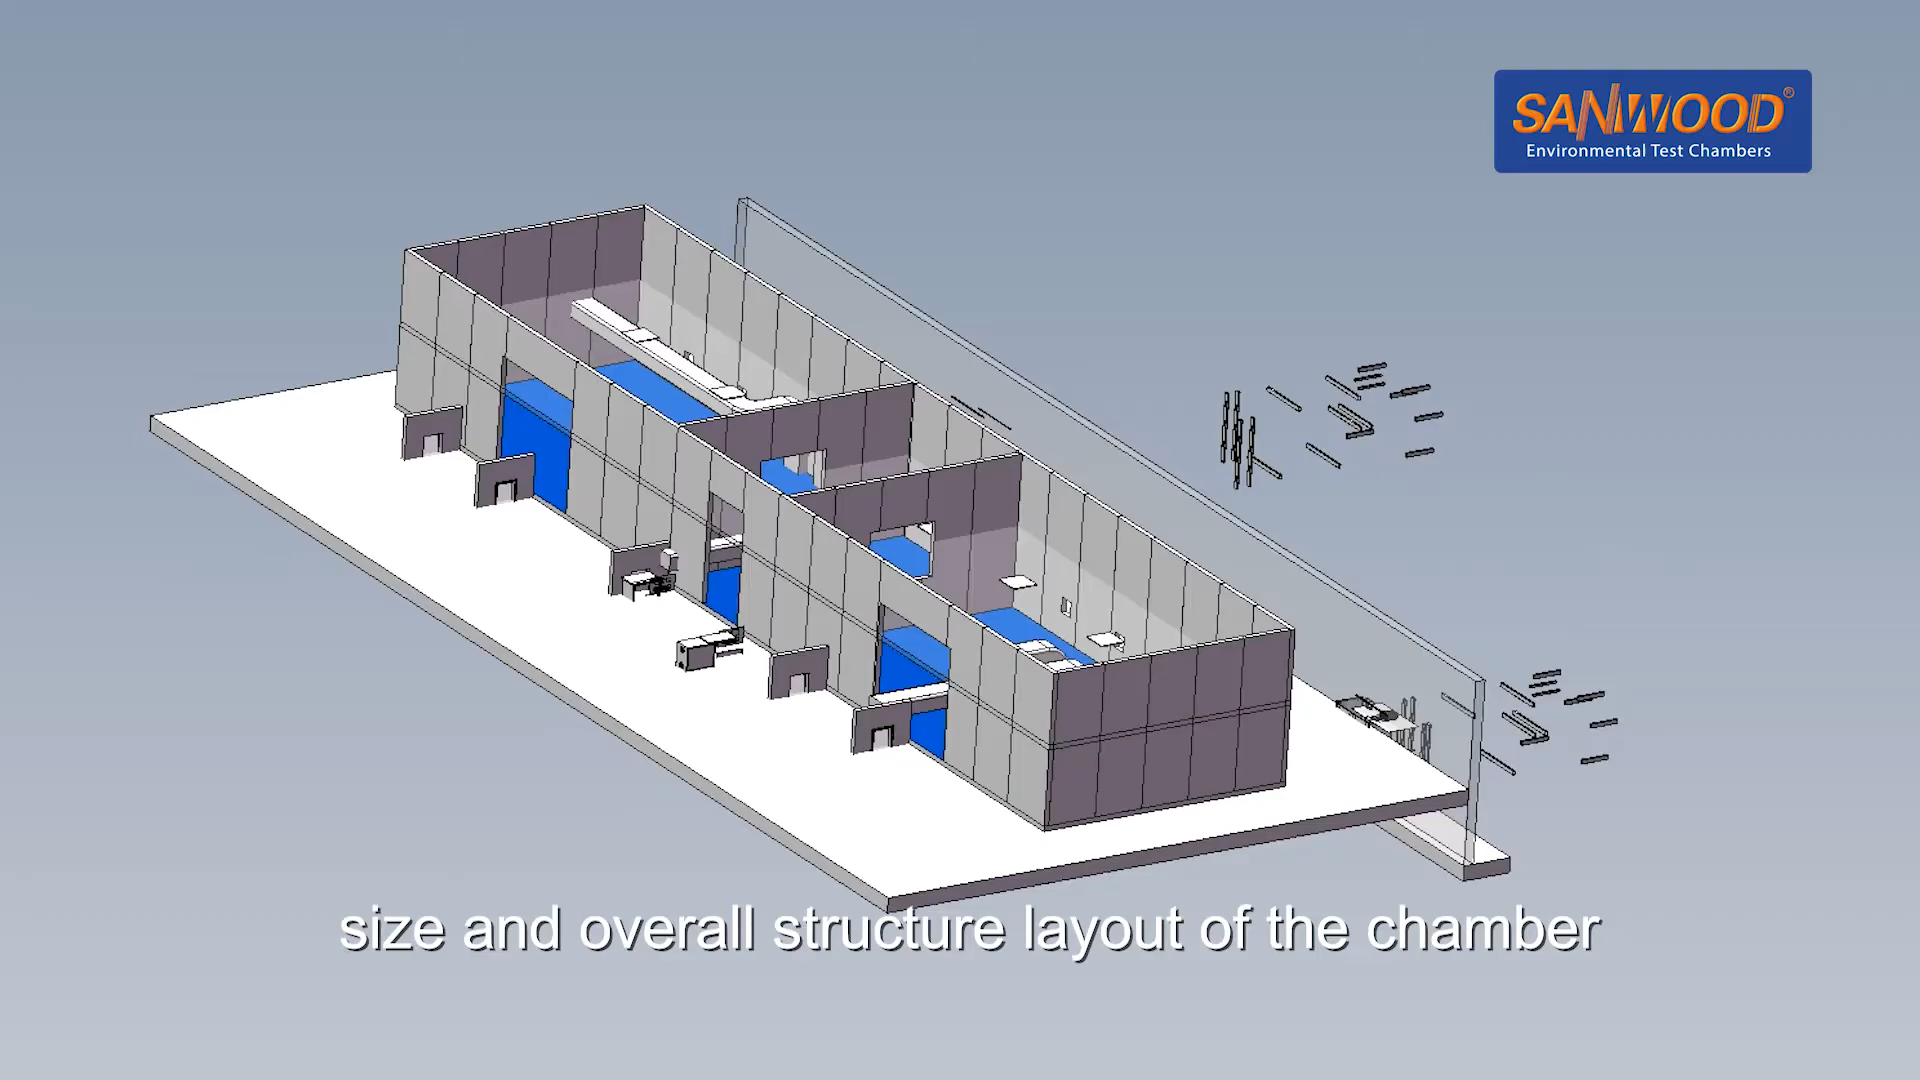 SANWOOD®
Environmental Test Chambers
size and overall structure layout of the chamber